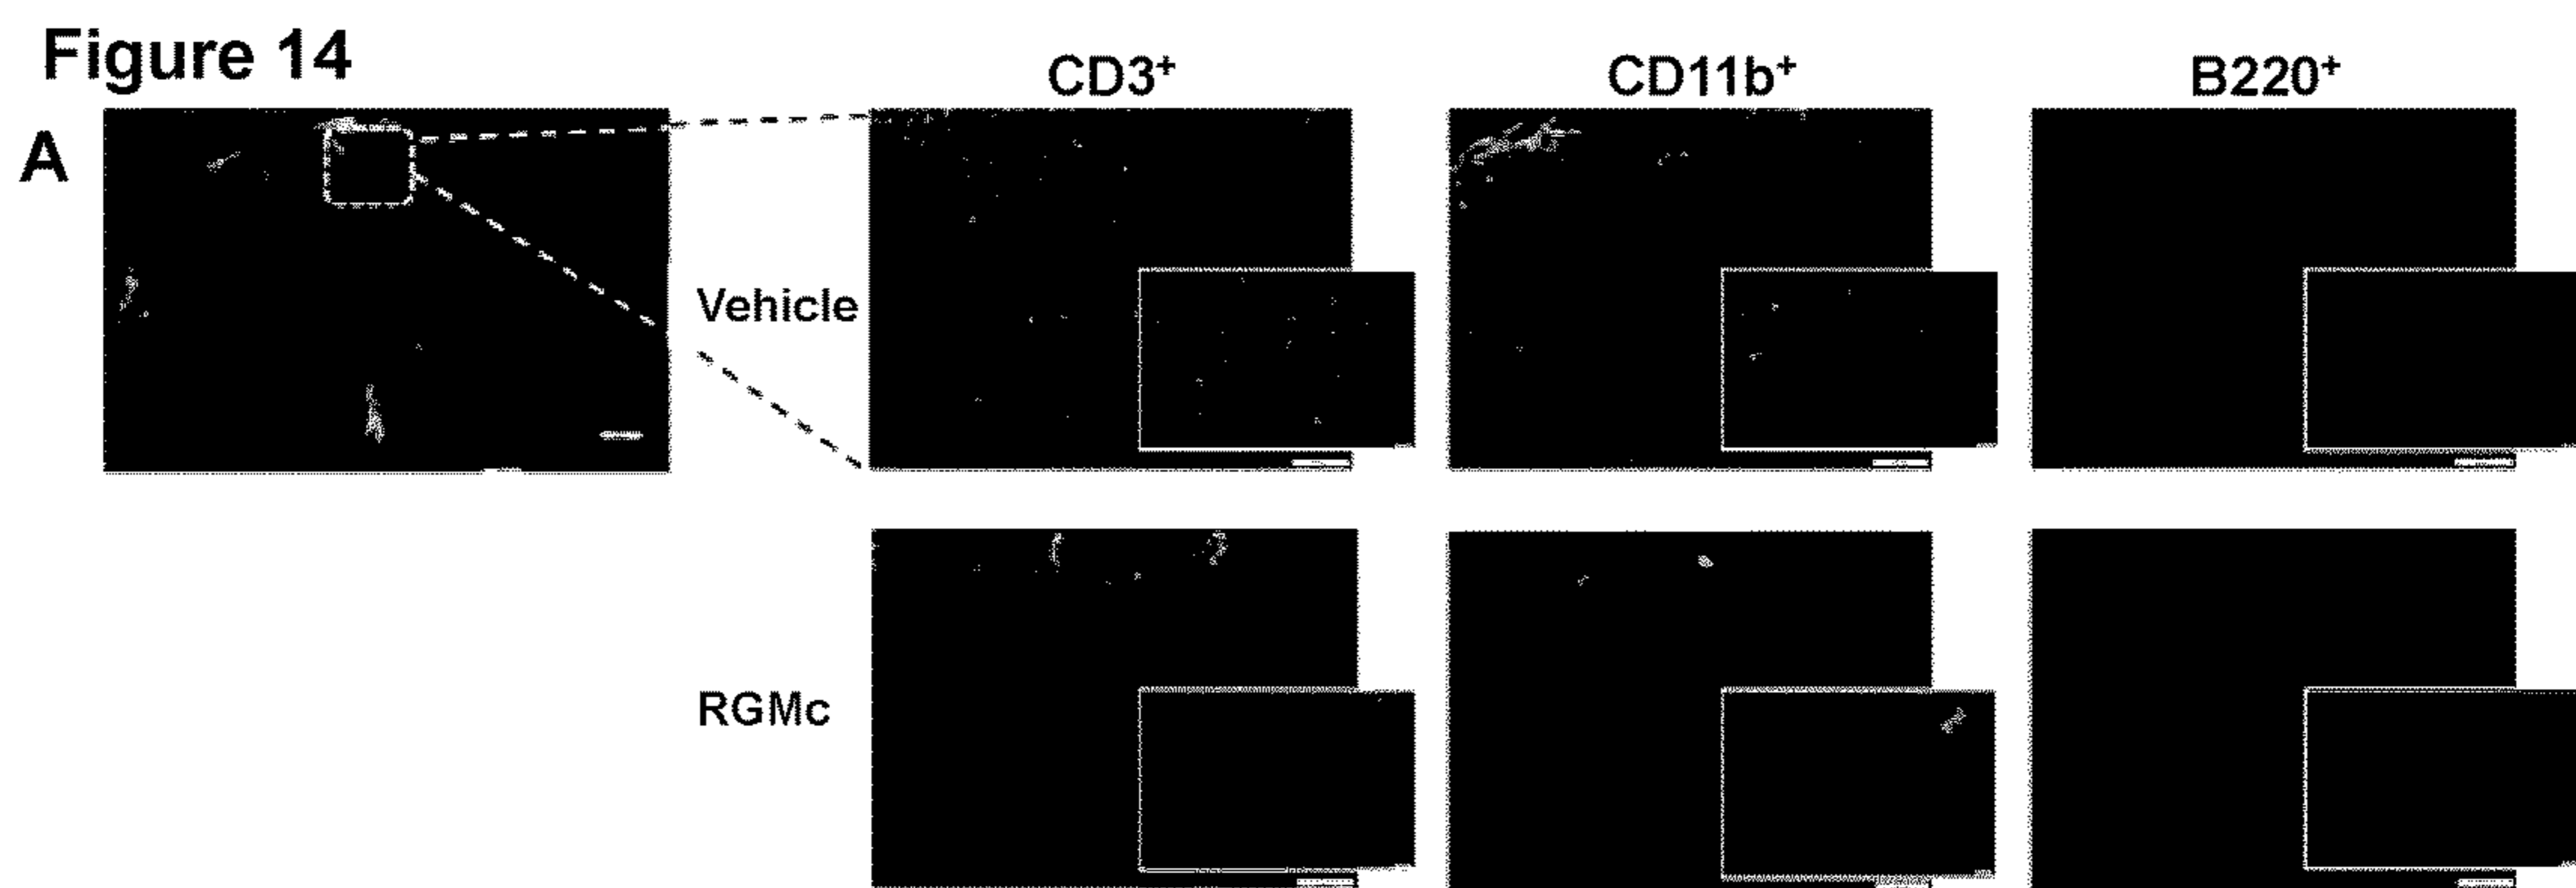 Figure 14
CD3⁺ CD11b⁺ B220⁺
A
Vehicle
RGMc